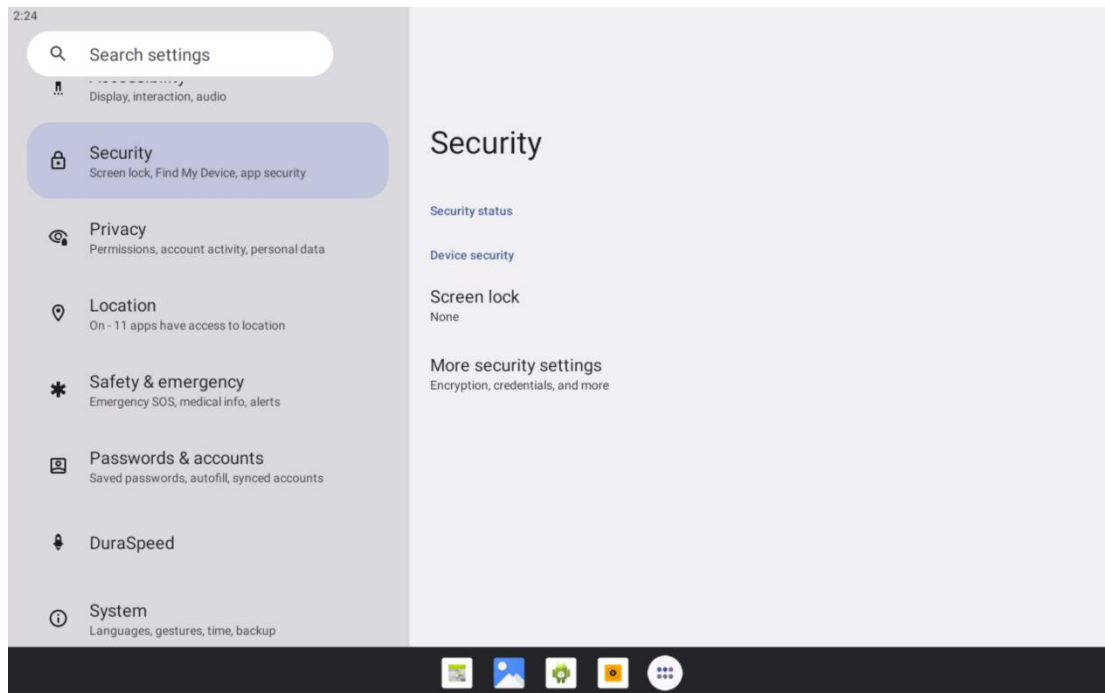 2:24
Search settings
Display, interaction, audio
Security
Screen lock, Find My Device, app security
Privacy
Permissions, account activity, personal data
Location
On - 11 apps have access to location
Safety & emergency
Emergency SOS, medical info, alerts
Passwords & accounts
Saved passwords, autofill, synced accounts
DuraSpeed
System
Languages, gestures, time, backup
Security
Security status
Device security
Screen lock
None
More security settings
Encryption, credentials, and more